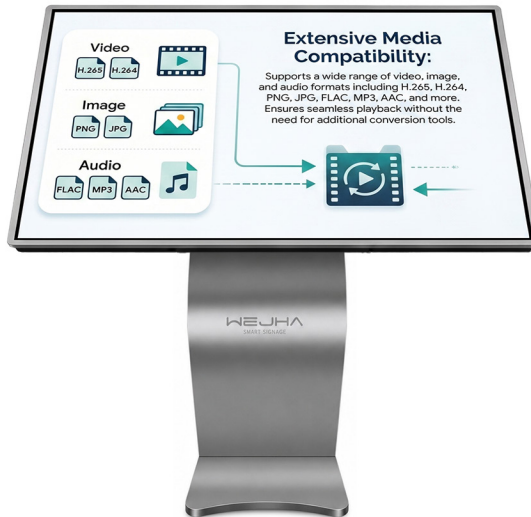 Video
H.265 H.264
Image
PNG JPG
Audio
FLAC MP3 AAC
Extensive Media
Compatibility:
Supports a wide range of video, image,
and audio formats including H.265, H.264,
PNG, JPG, FLAC, MP3, AAC, and more.
Ensures seamless playback without the
need for additional conversion tools.
WEJHA
SMART SIGNAGE